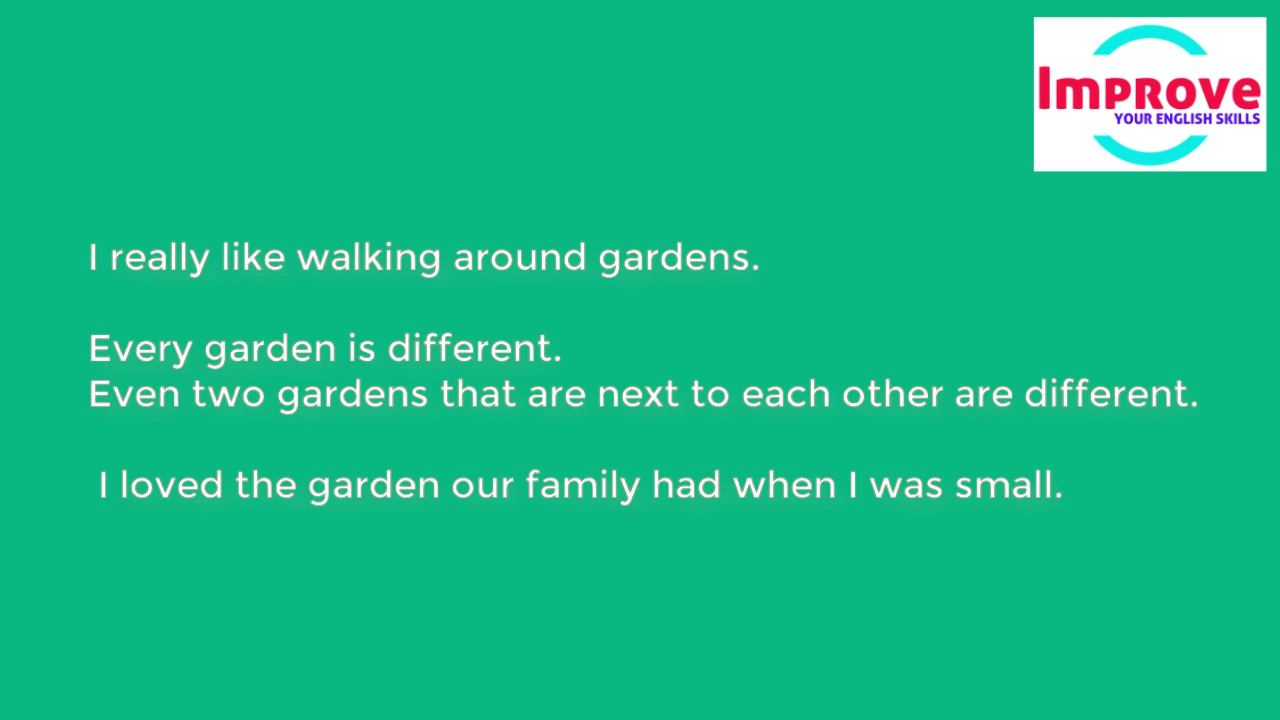 Improve
YOUR ENGLISH SKILLS
I really like walking around gardens.
Every garden is different.
Even two gardens that are next to each other are different.
I loved the garden our family had when I was small.